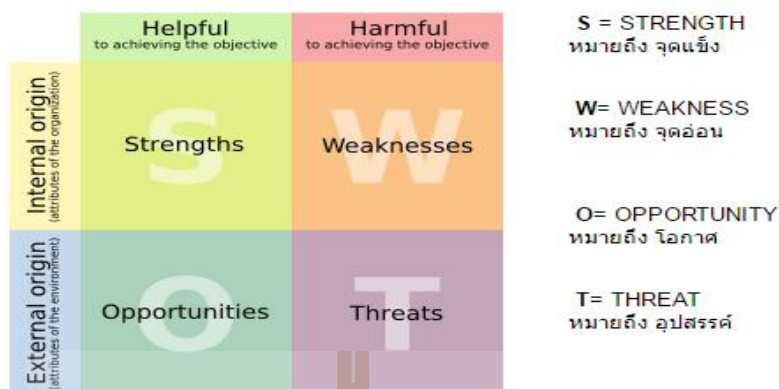 Helpful
to achieving the objective
Harmful
to achieving the objective
Internal origin
(attributes of the organization)
S
Strengths
W
Weaknesses
External origin
(attributes of the environment)
O
Opportunities
T
Threats
S = STRENGTH
หมายถึง จุดแข็ง
W= WEAKNESS
หมายถึง จุดอ่อน
O= OPPORTUNITY
หมายถึง โอกาศ
T= THREAT
หมายถึง อุปสรรค์